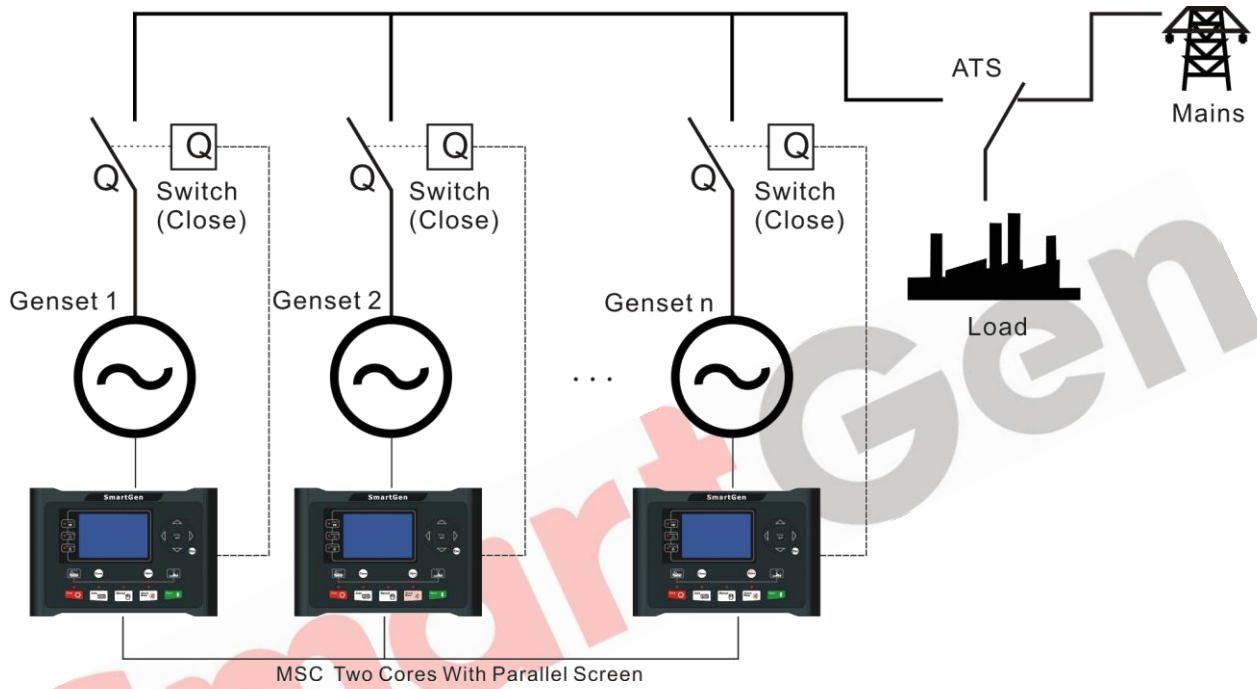 ATS
Mains
Q
Q
Switch
(Close)
Q
Q
Switch
(Close)
Q
Q
Switch
(Close)
Genset 1
Genset 2
Genset n
. . .
Load
SmartGen
SmartGen
SmartGen
MSC Two Cores With Parallel Screen
SmartGen